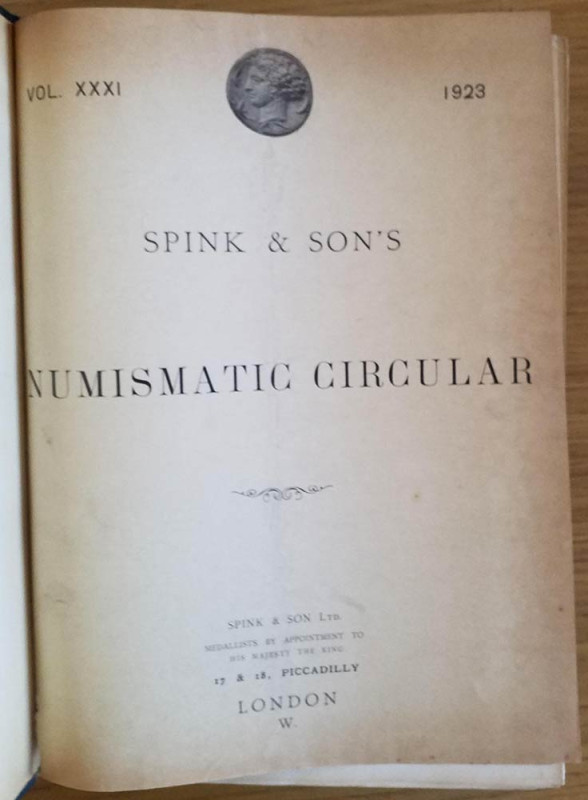 VOL. XXXI 1923
SPINK & SON'S
NUMISMATIC CIRCULAR
SPINK & SON LTD.
MEDALLISTS BY APPOINTMENT TO
HIS MAJESTY THE KING
17 & 18, PICCADILLY
LONDON
W.